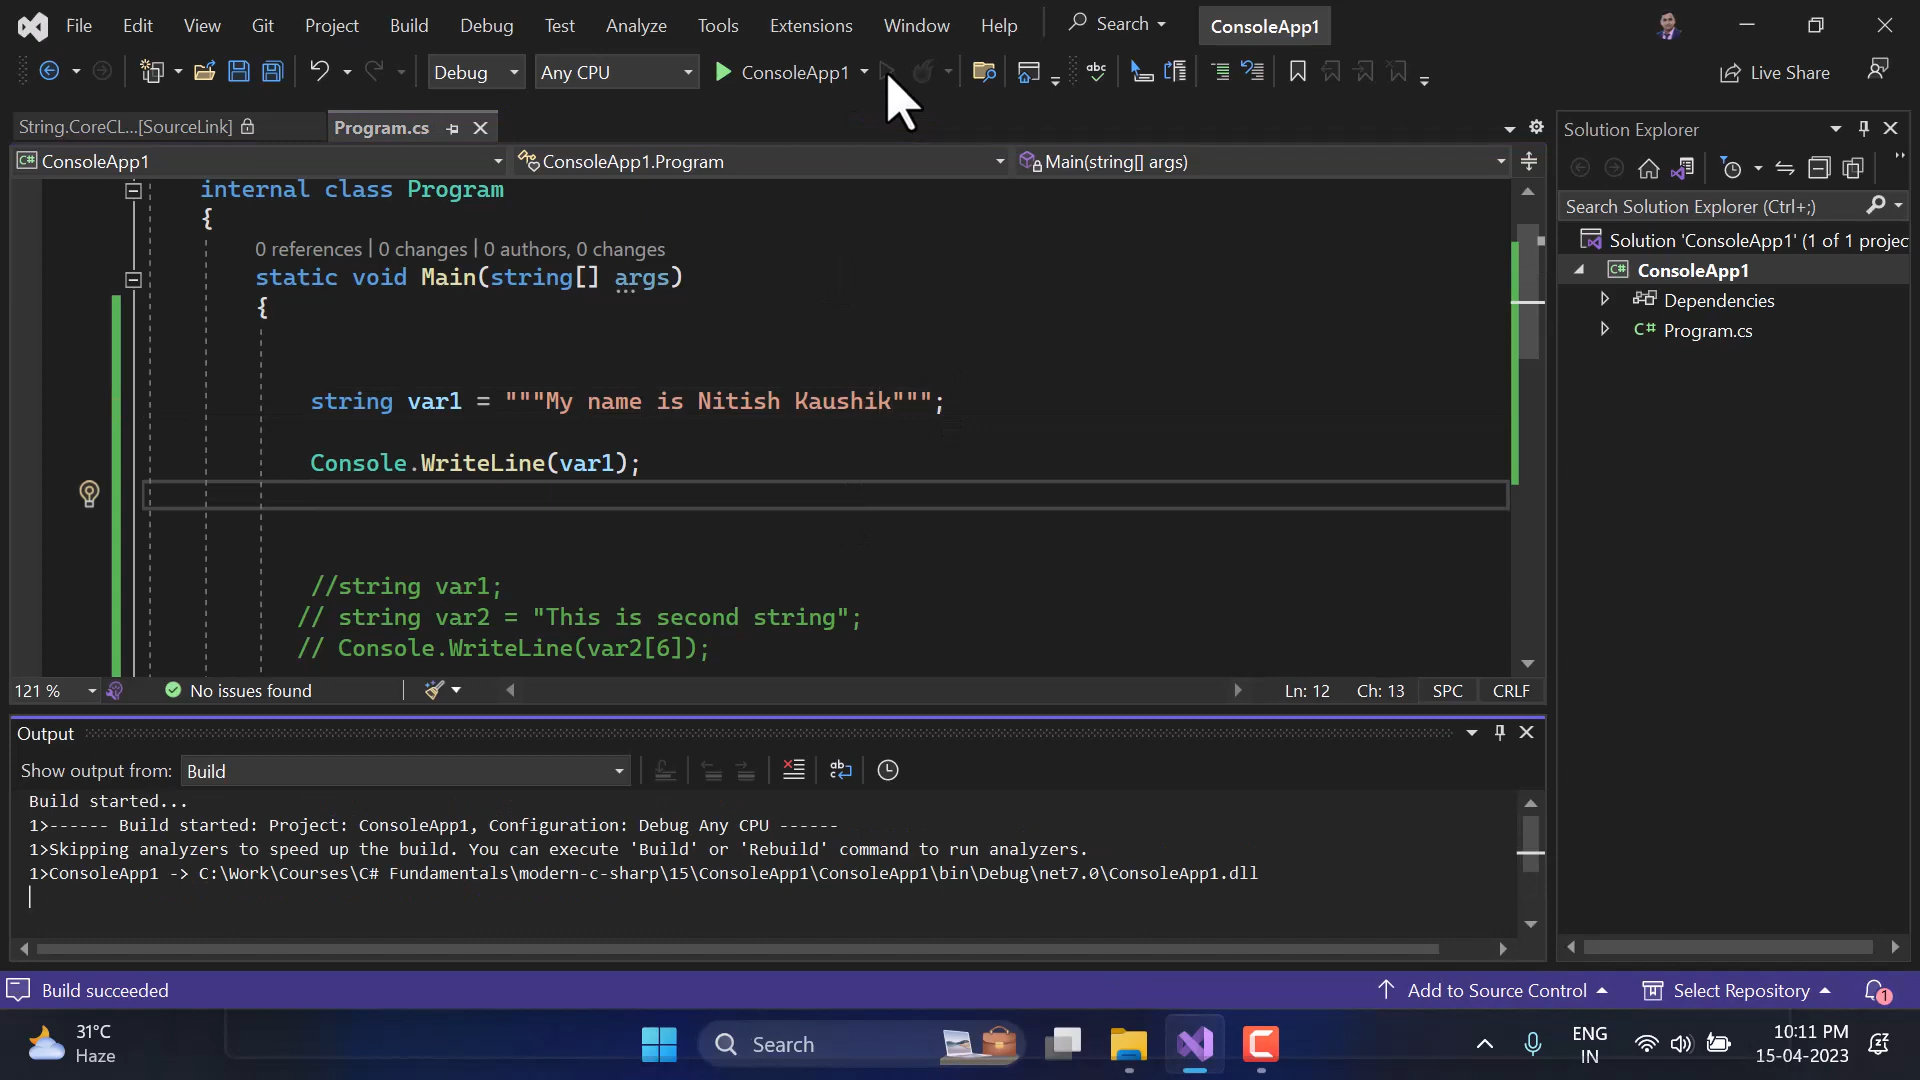 File Edit View Git Project Build Debug Test Analyze Tools Extensions Window Help Search ConsoleApp1
Debug Any CPU ConsoleApp1 Live Share
String.CoreCL...[SourceLink] Program.cs
ConsoleApp1 ConsoleApp1.Program Main(string[] args)
internal class Program
{
0 references | 0 changes | 0 authors, 0 changes
static void Main(string[] args)
{
string var1 = """My name is Nitish Kaushik""";
Console.WriteLine(var1);
//string var1;
// string var2 = "This is second string";
// Console.WriteLine(var2[6]);
121 % No issues found Ln: 12 Ch: 13 SPC CRLF
Output
Show output from: Build
Build started...
1>------ Build started: Project: ConsoleApp1, Configuration: Debug Any CPU ------
1>Skipping analyzers to speed up the build. You can execute 'Build' or 'Rebuild' command to run analyzers.
1>ConsoleApp1 -> C:\Work\Courses\C# Fundamentals\modern-c-sharp\15\ConsoleApp1\ConsoleApp1\bin\Debug\net7.0\ConsoleApp1.dll
Solution Explorer
Search Solution Explorer (Ctrl+;)
Solution 'ConsoleApp1' (1 of 1 projec
C# ConsoleApp1
Dependencies
C# Program.cs
Build succeeded Add to Source Control Select Repository 1
31°C
Haze
Search
ENG
IN
10:11 PM
15-04-2023